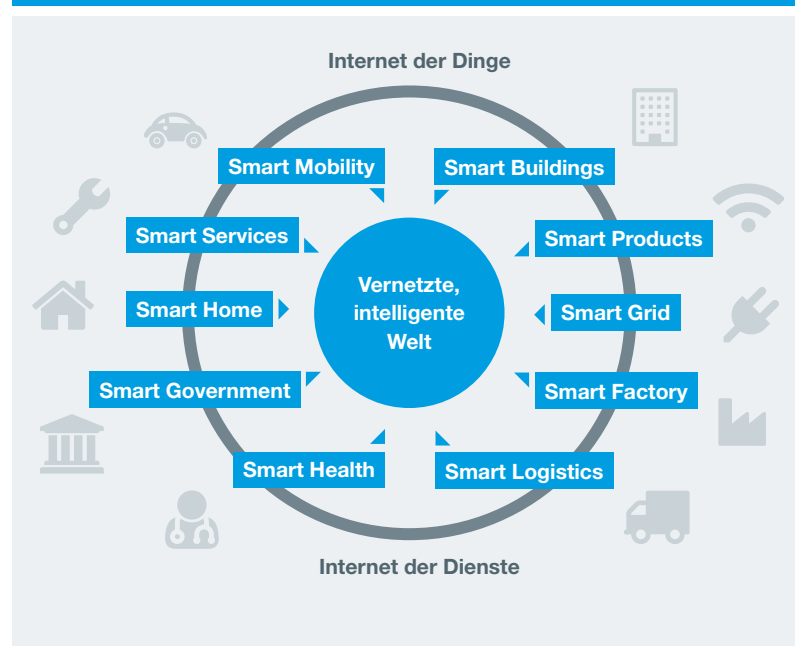 Internet der Dinge
Smart Mobility
Smart Buildings
Smart Services
Smart Products
Vernetzte,
intelligente
Welt
Smart Home
Smart Grid
Smart Government
Smart Factory
Smart Health
Smart Logistics
Internet der Dienste